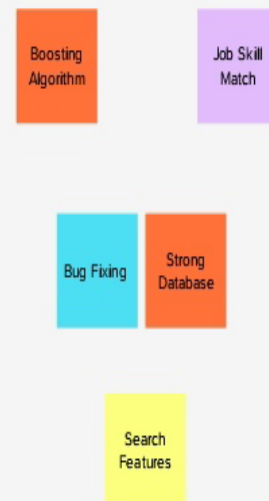 Boosting
Algorithm
Job Skill
Match
Bug Fixing
Strong
Database
Search
Features